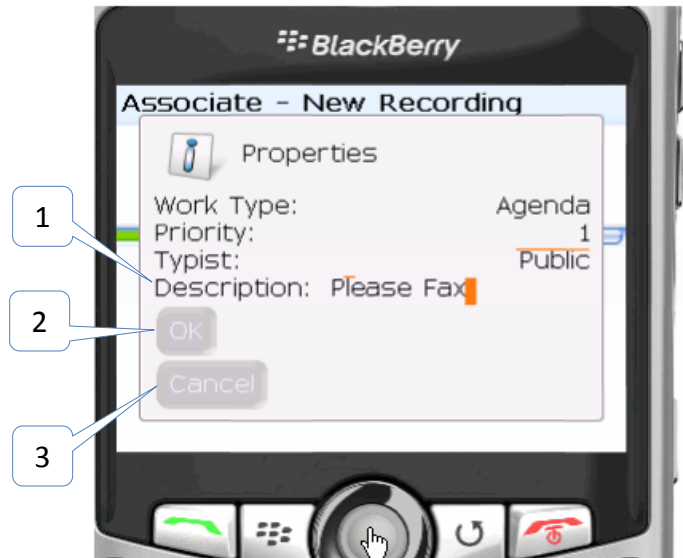 BlackBerry
Associate - New Recording
Properties
Work Type: Agenda
1
Priority: 1
Typist: Public
Description: Please Fax
2
OK
Cancel
3